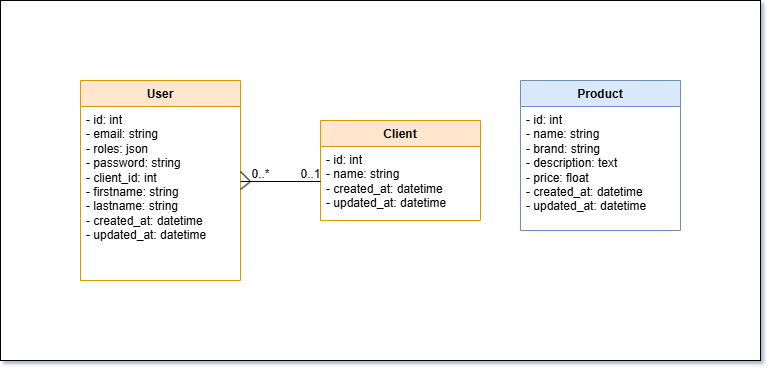 User
- id: int
- email: string
- roles: json
- password: string
- client_id: int
- firstname: string
- lastname: string
- created_at: datetime
- updated_at: datetime
0..*
0..1
Client
- id: int
- name: string
- created_at: datetime
- updated_at: datetime
Product
- id: int
- name: string
- brand: string
- description: text
- price: float
- created_at: datetime
- updated_at: datetime